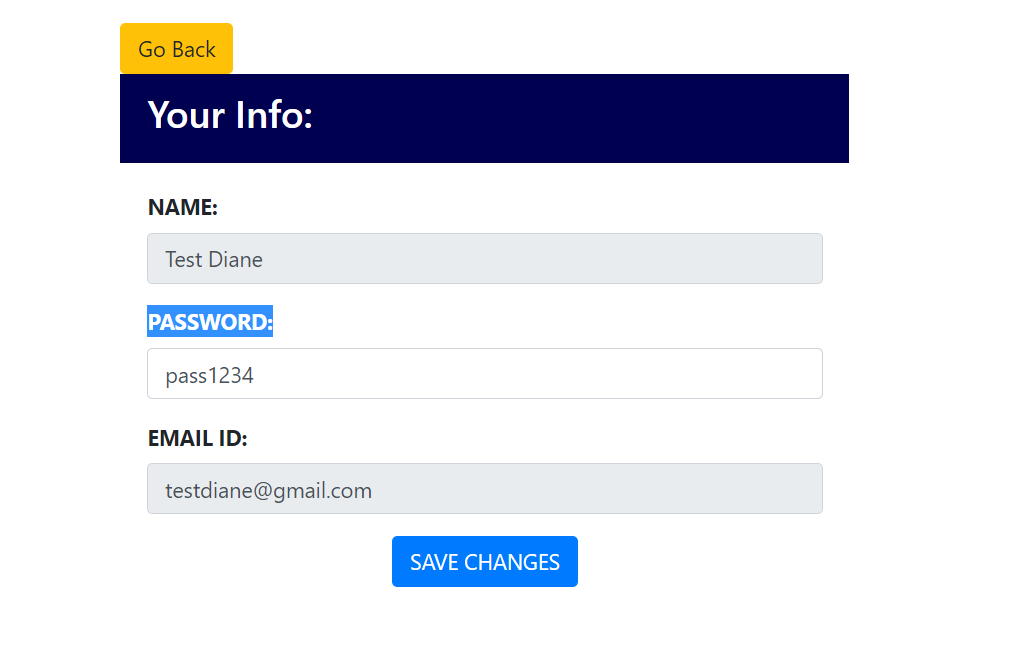 Go Back
Your Info:
NAME:
Test Diane
PASSWORD:
pass1234
EMAIL ID:
testdiane@gmail.com
SAVE CHANGES